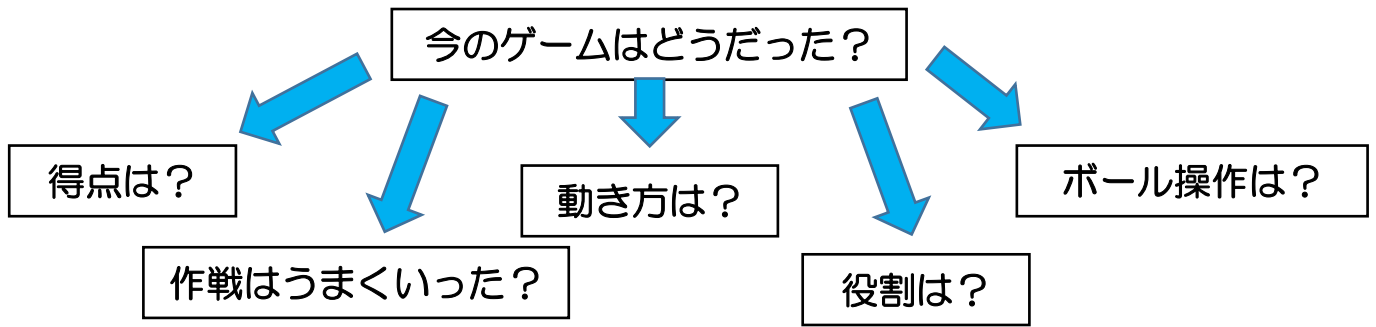 今のゲームはどうだった？
得点は？
作戦はうまくいった？
動き方は？
役割は？
ボール操作は？